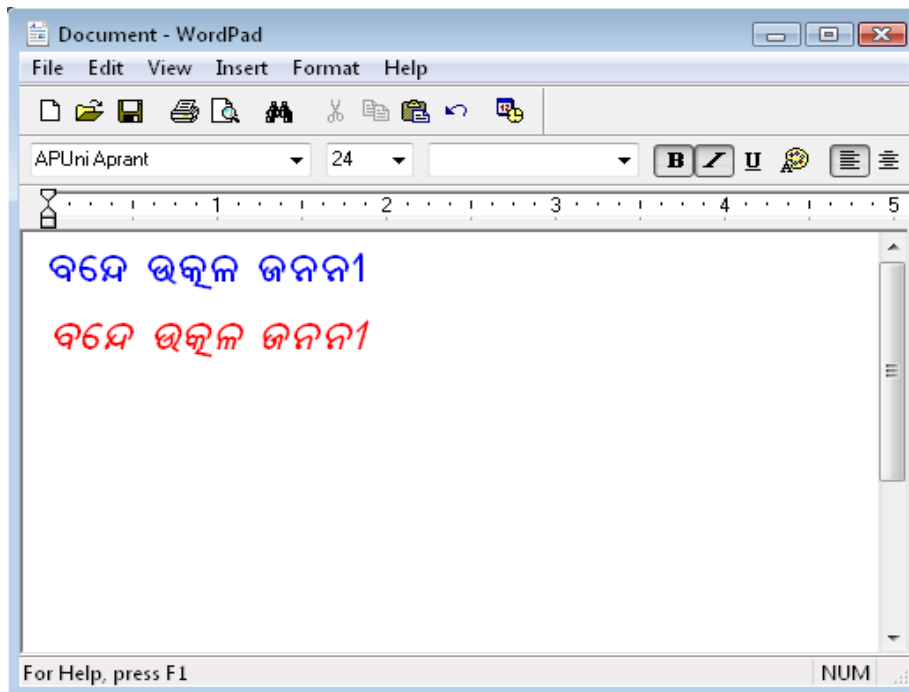 Document - WordPad
File Edit View Insert Format Help
APUni Aprant 24 B I U
1 2 3 4 5
ବନ୍ଦେ ଉତ୍କଳ ଜନନୀ
ବନ୍ଦେ ଉତ୍କଳ ଜନନୀ
For Help, press F1 NUM